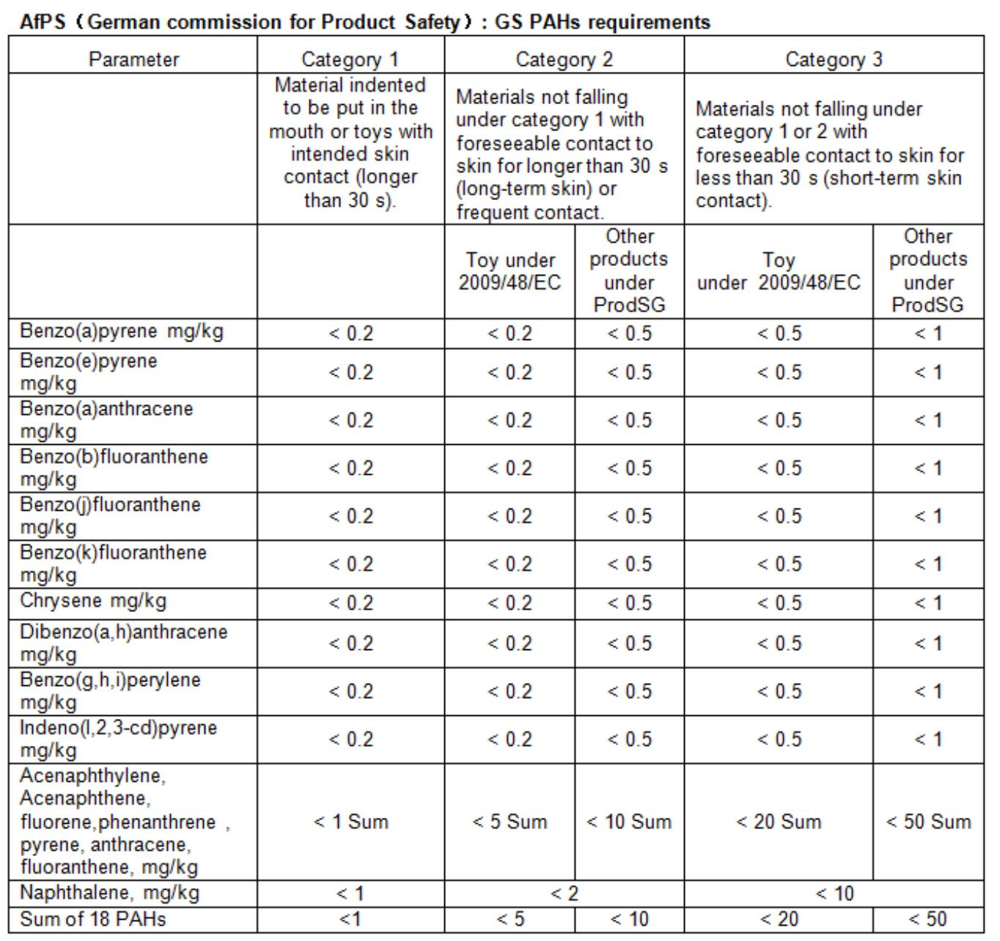 AfPS（German commission for Product Safety）: GS PAHs requirements
Parameter Category 1 Category 2 Category 3
Material indented
to be put in the
mouth or toys with
intended skin
contact (longer
than 30 s).
Materials not falling
under category 1 with
foreseeable contact to
skin for longer than 30 s
(long-term skin) or
frequent contact.
Materials not falling under
category 1 or 2 with
foreseeable contact to skin for
less than 30 s (short-term skin
contact).
Toy under
2009/48/EC
Other
products
under
ProdSG
Toy
under 2009/48/EC
Other
products
under
ProdSG
Benzo(a)pyrene mg/kg < 0.2 < 0.2 < 0.5 < 0.5 < 1
Benzo(e)pyrene
mg/kg
< 0.2 < 0.2 < 0.5 < 0.5 < 1
Benzo(a)anthracene
mg/kg
< 0.2 < 0.2 < 0.5 < 0.5 < 1
Benzo(b)fluoranthene
mg/kg
< 0.2 < 0.2 < 0.5 < 0.5 < 1
Benzo(j)fluoranthene
mg/kg
< 0.2 < 0.2 < 0.5 < 0.5 < 1
Benzo(k)fluoranthene
mg/kg
< 0.2 < 0.2 < 0.5 < 0.5 < 1
Chrysene mg/kg < 0.2 < 0.2 < 0.5 < 0.5 < 1
Dibenzo(a,h)anthracene
mg/kg
< 0.2 < 0.2 < 0.5 < 0.5 < 1
Benzo(g,h,i)perylene
mg/kg
< 0.2 < 0.2 < 0.5 < 0.5 < 1
Indeno(l,2,3-cd)pyrene
mg/kg
< 0.2 < 0.2 < 0.5 < 0.5 < 1
Acenaphthylene,
Acenaphthene,
fluorene,phenanthrene ,
pyrene, anthracene,
fluoranthene, mg/kg
< 1 Sum < 5 Sum < 10 Sum < 20 Sum < 50 Sum
Naphthalene, mg/kg < 1 < 2 < 10
Sum of 18 PAHs <1 < 5 < 10 < 20 < 50